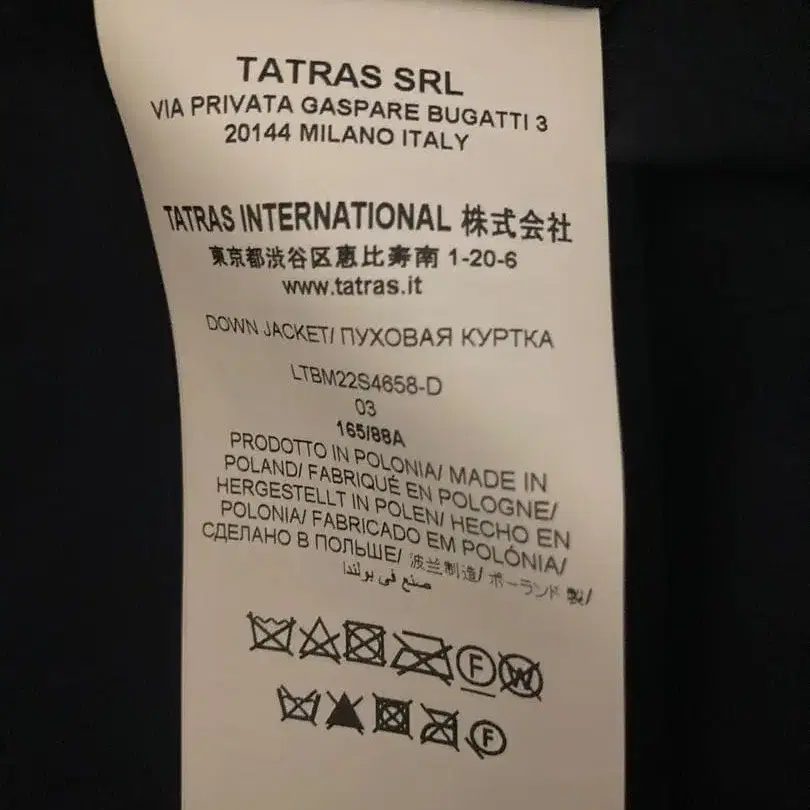 TATRAS SRL
VIA PRIVATA GASPARE BUGATTI 3
20144 MILANO ITALY
TATRAS INTERNATIONAL 株式会社
東京都渋谷区恵比寿南 1-20-6
www.tatras.it
DOWN JACKET/ ПУХОВАЯ КУРТКА
LTBM22S4658-D
03
165/88A
PRODOTTO IN POLONIA/ MADE IN
POLAND/ FABRIQUÉ EN POLOGNE/
HERGESTELLT IN POLEN/ HECHO EN
POLONIA/ FABRICADO EM POLÓNIA/
СДЕЛАНО В ПОЛЬШЕ/ 波兰制造/ ポーランド 製/
صنع في بولندا
F W
F